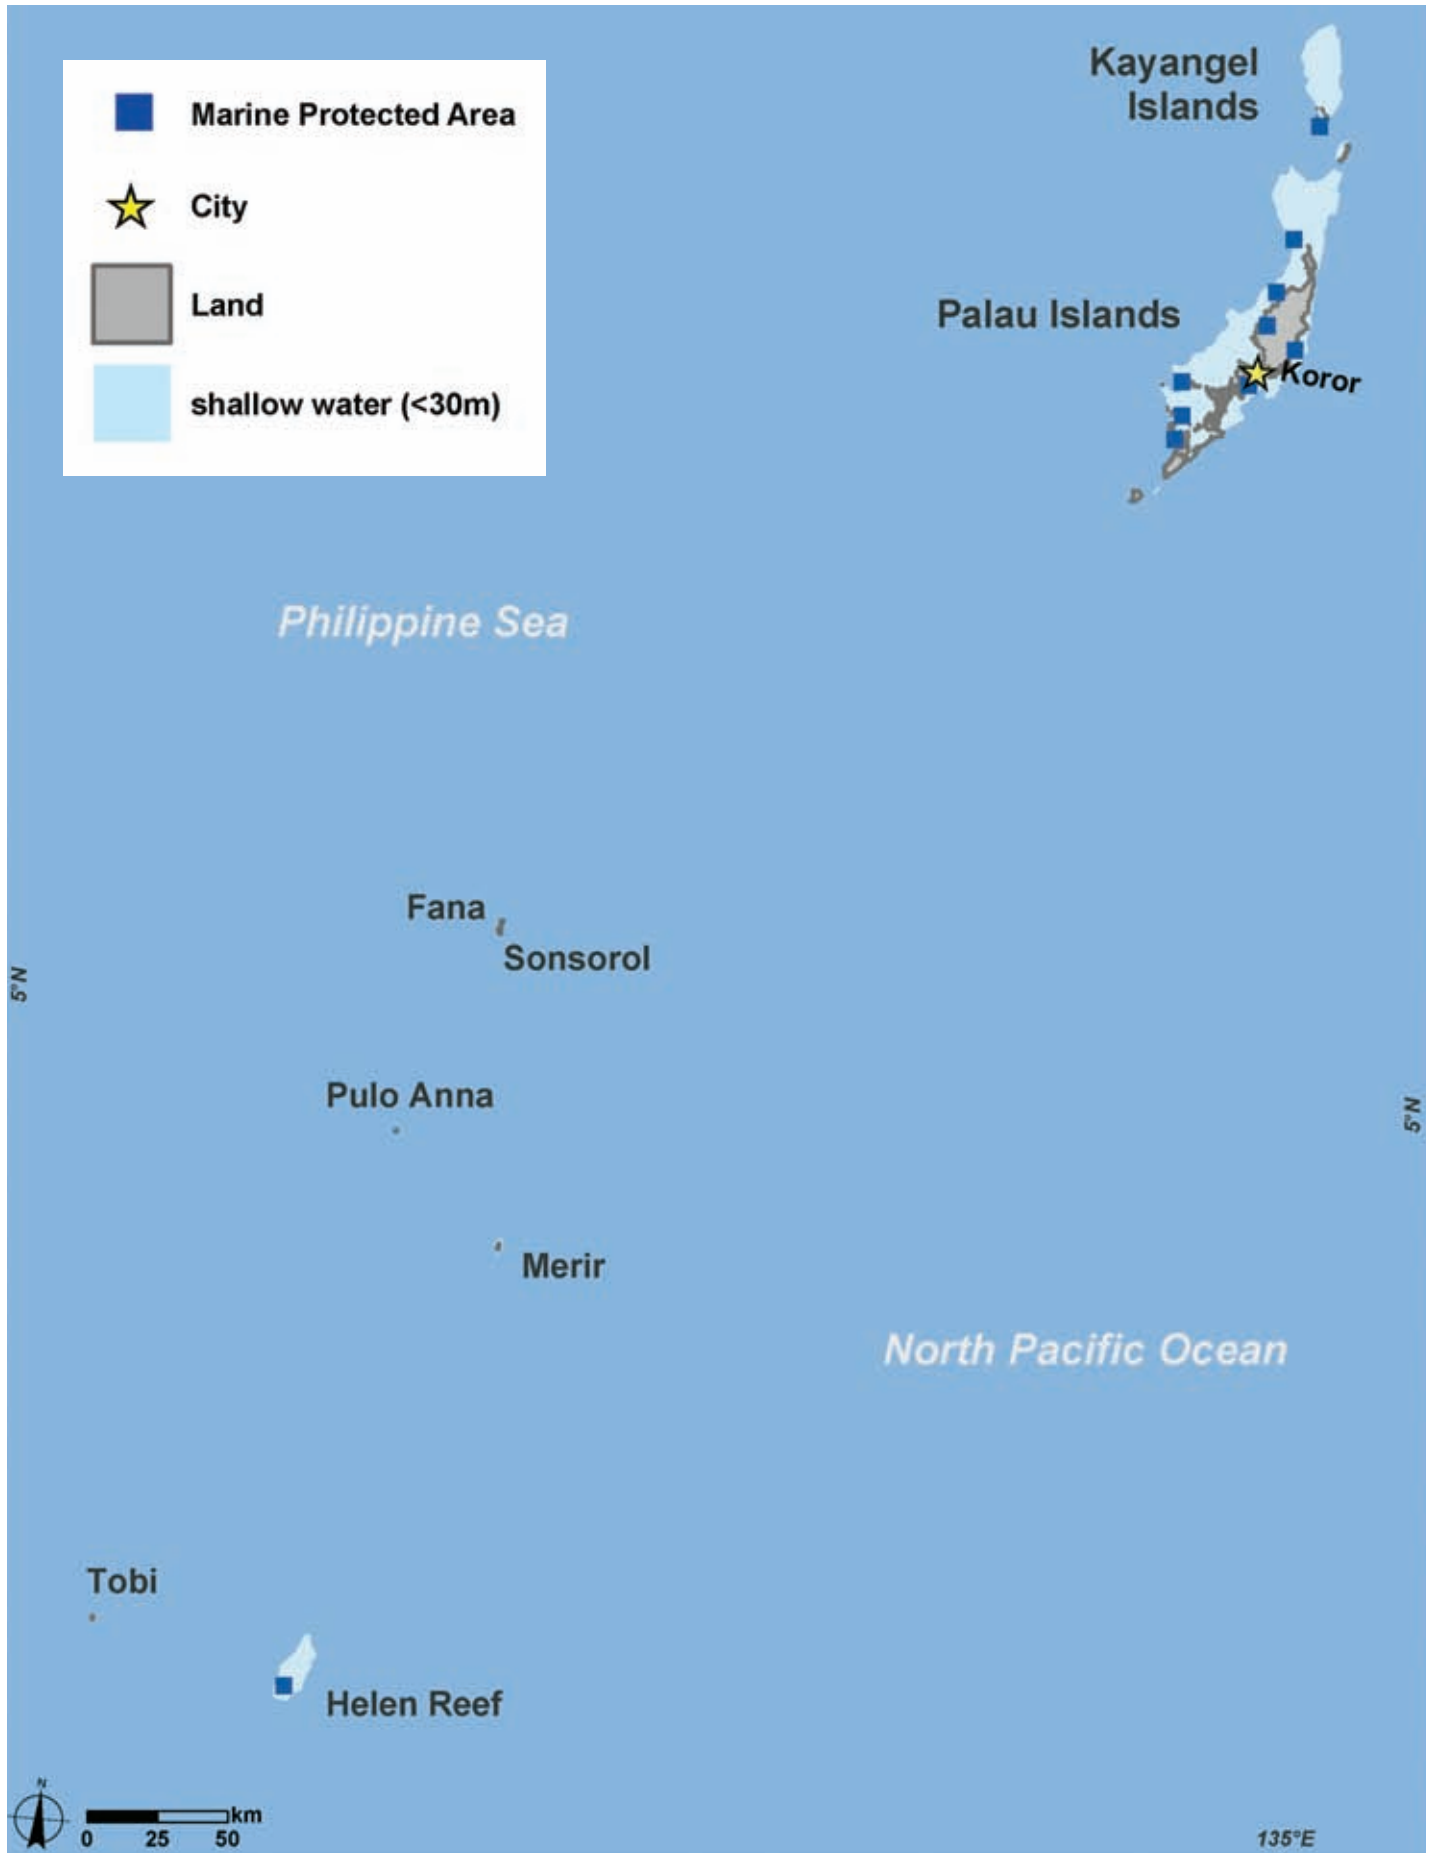 Kayangel
Islands
Marine Protected Area
City
Land
shallow water (<30m)
Palau Islands
Koror
Philippine Sea
Fana
Sonsorol
5°N
Pulo Anna
5°N
Merir
North Pacific Ocean
Tobi
Helen Reef
N
km
0 25 50
135°E